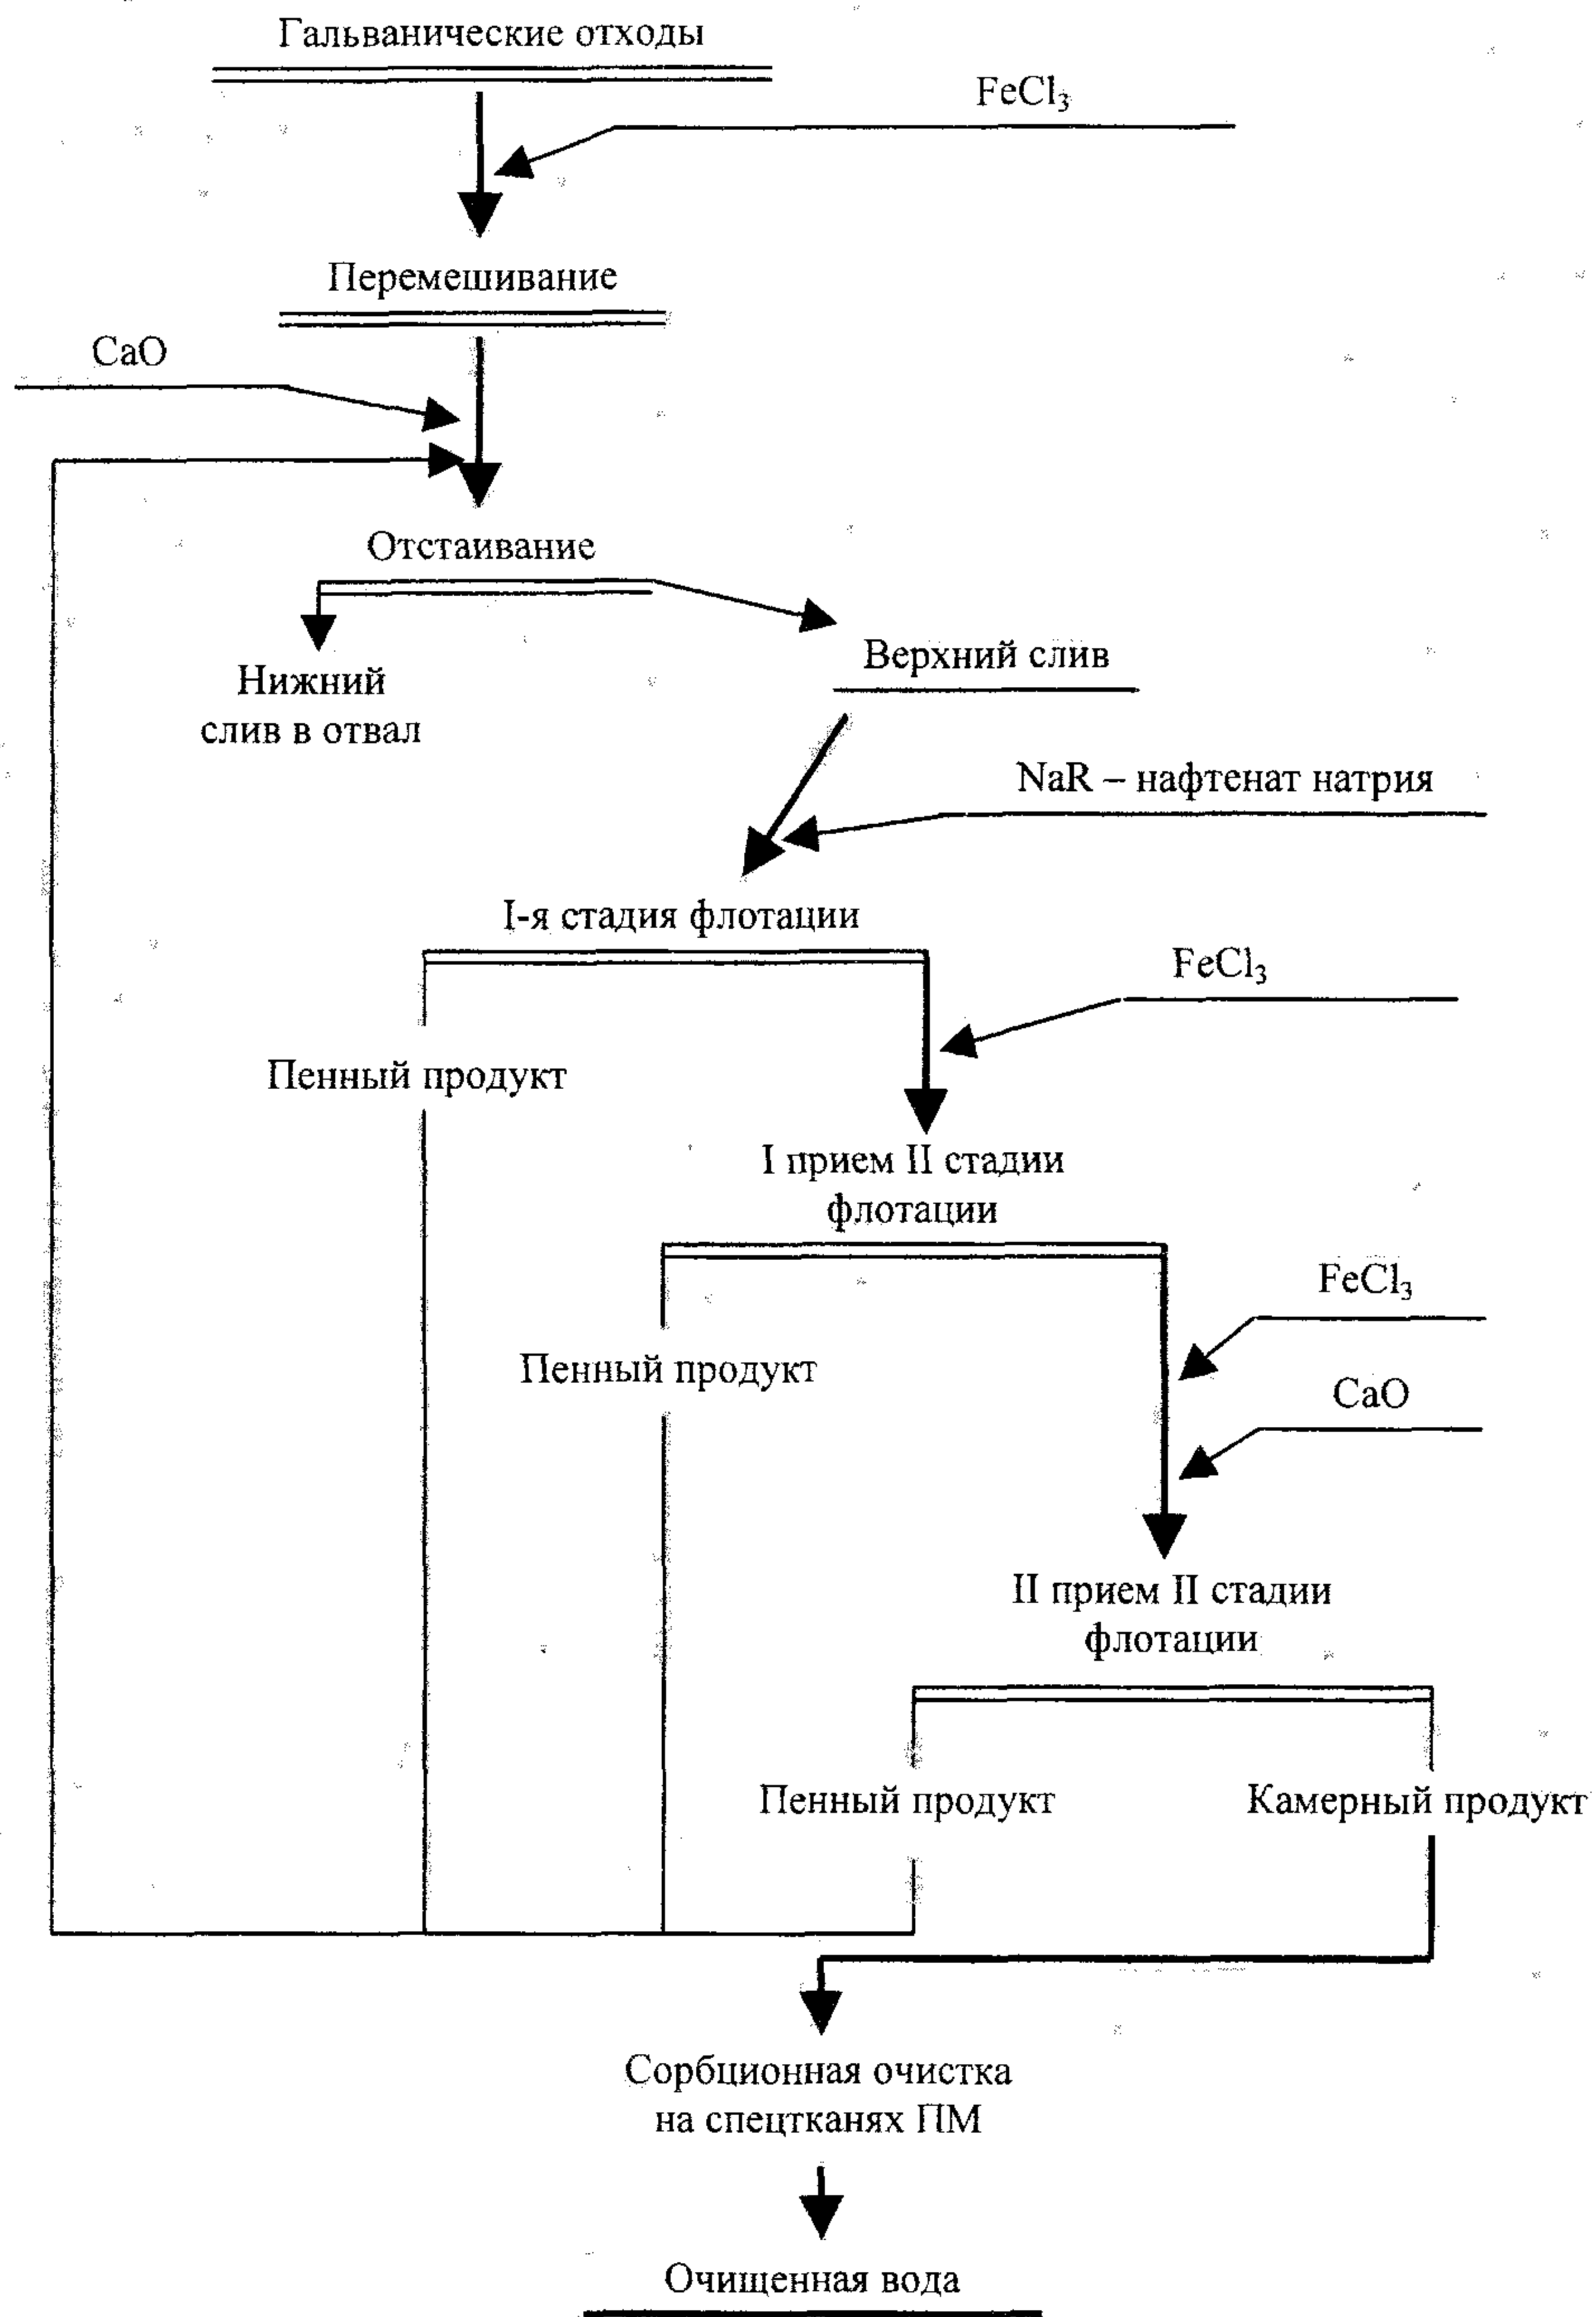 Гальванические отходы
FeCl₃
Перемешивание
CaO
Отстаивание
Верхний слив
Нижний
слив в отвал
NaR – нафтенат натрия
I-я стадия флотации
FeCl₃
Пенный продукт
I прием II стадии
флотации
FeCl₃
Пенный продукт
CaO
II прием II стадии
флотации
Пенный продукт
Камерный продукт
Сорбционная очистка
на спецтканях ПМ
Очищенная вода